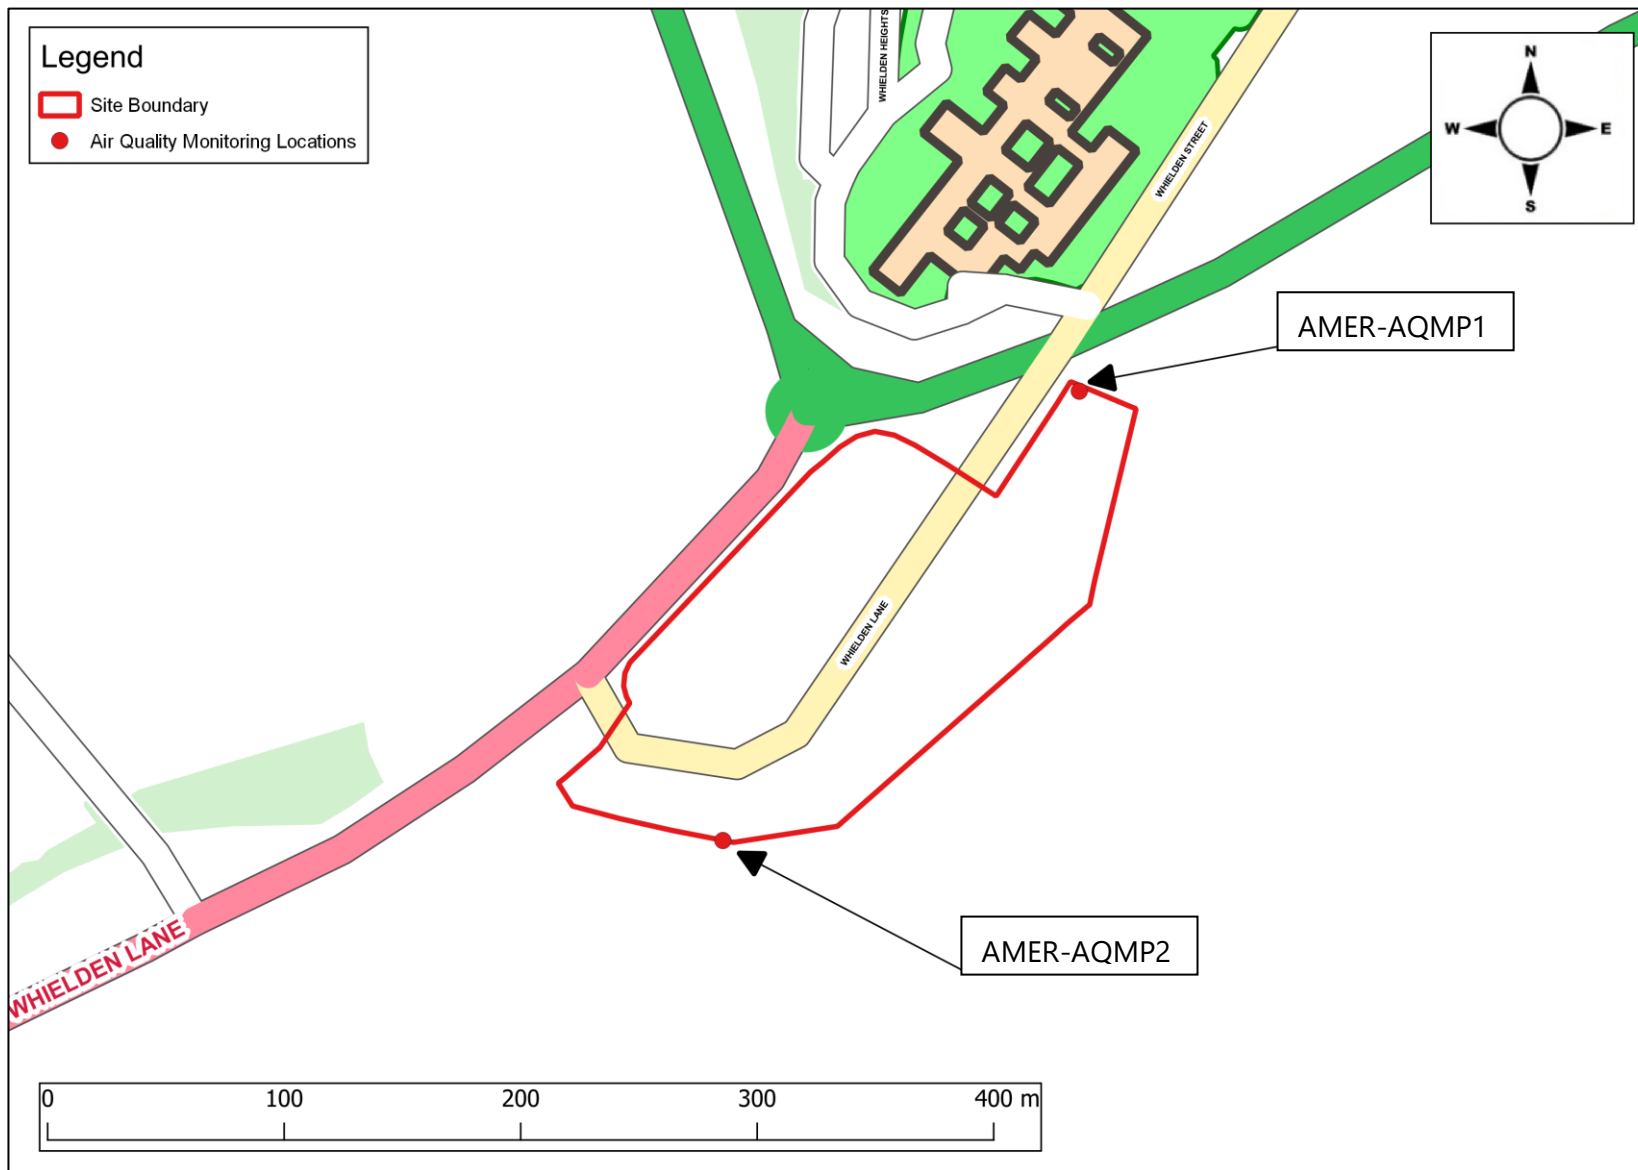 Legend
Site Boundary
Air Quality Monitoring Locations
WHIELDEN HEIGHTS
WHIELDEN STREET
N
W
E
S
AMER-AQMP1
WHIELDEN LANE
AMER-AQMP2
WHIELDEN LANE
0 100 200 300 400 m